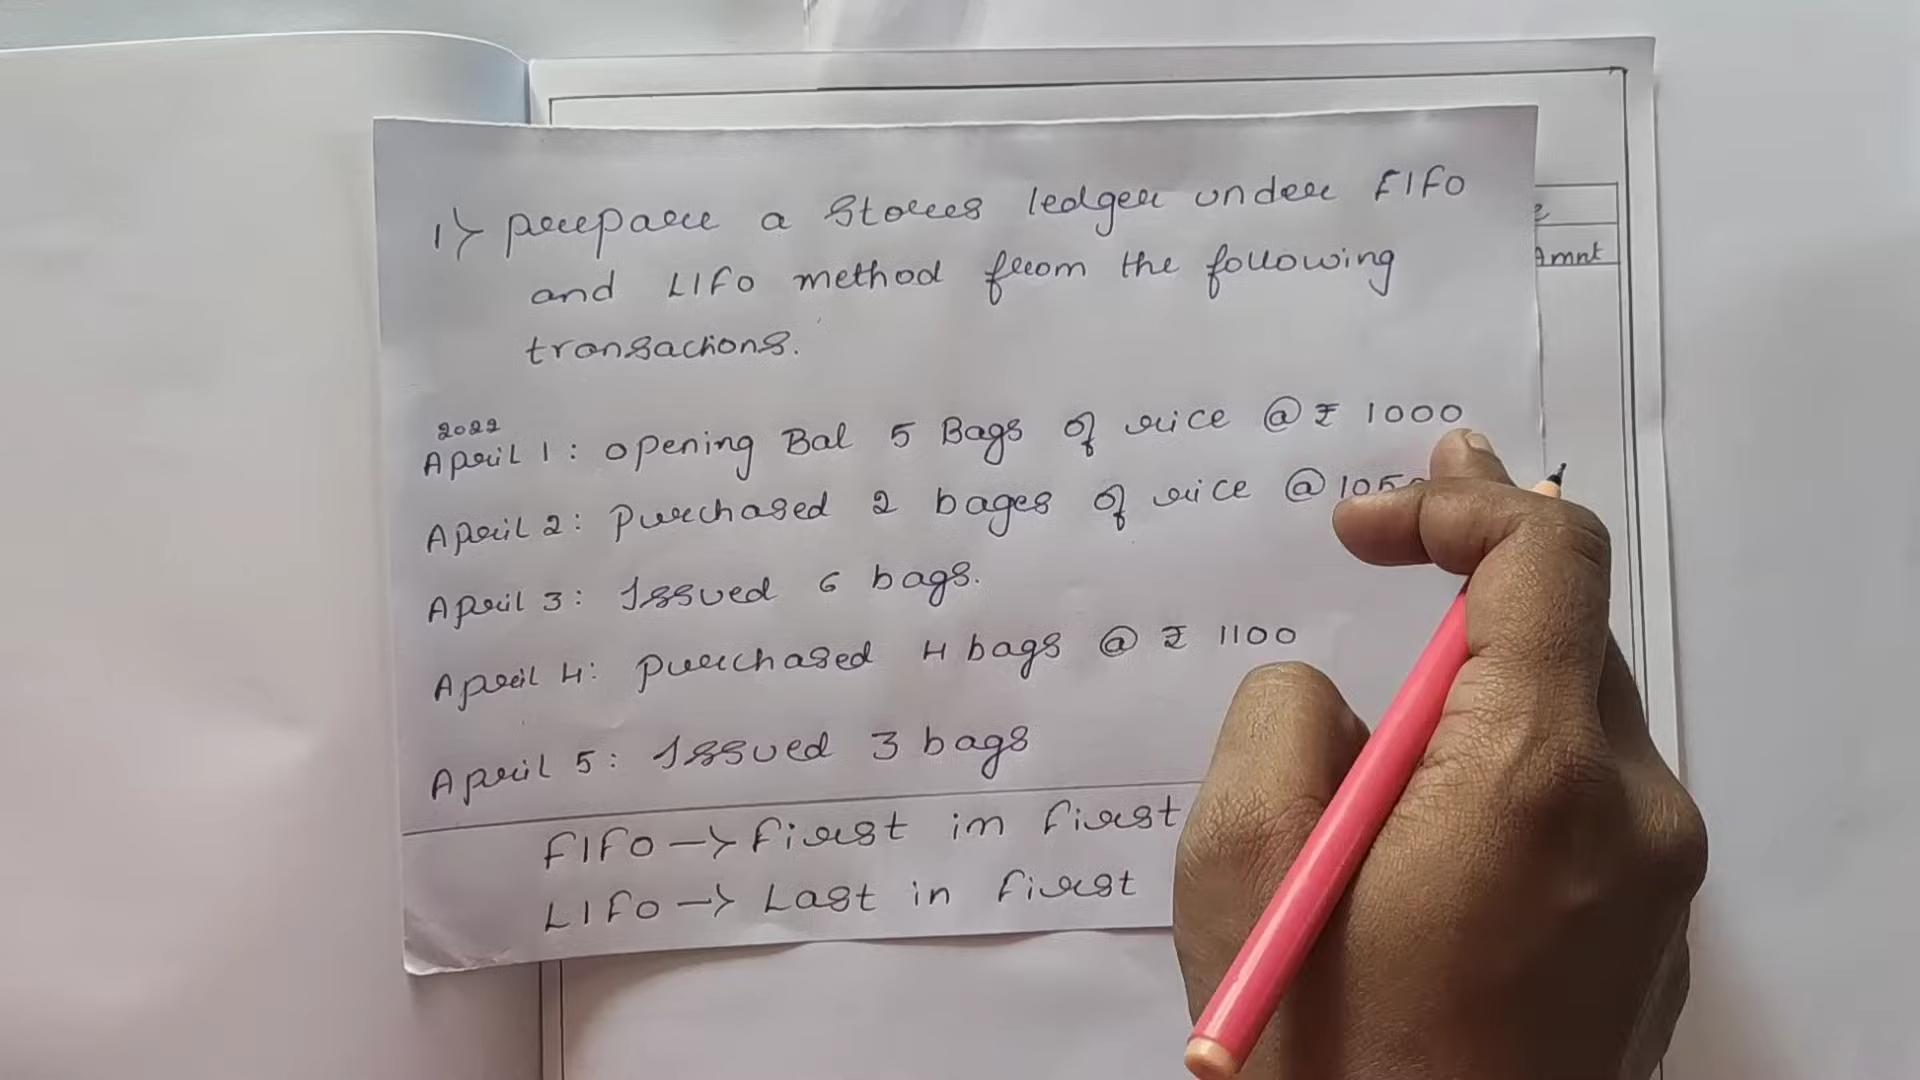 1) prepare a stores ledger under FIFO
and LIFO method from the following
transactions.
2022
April 1: opening Bal 5 Bags of rice @ ₹ 1000
April 2: purchased 2 bages of rice @ 1050
April 3: Issued 6 bags.
April 4: purchased 4 bags @ ₹ 1100
April 5: Issued 3 bags
FIFO -> First in first
LIFO -> Last in first
Amnt